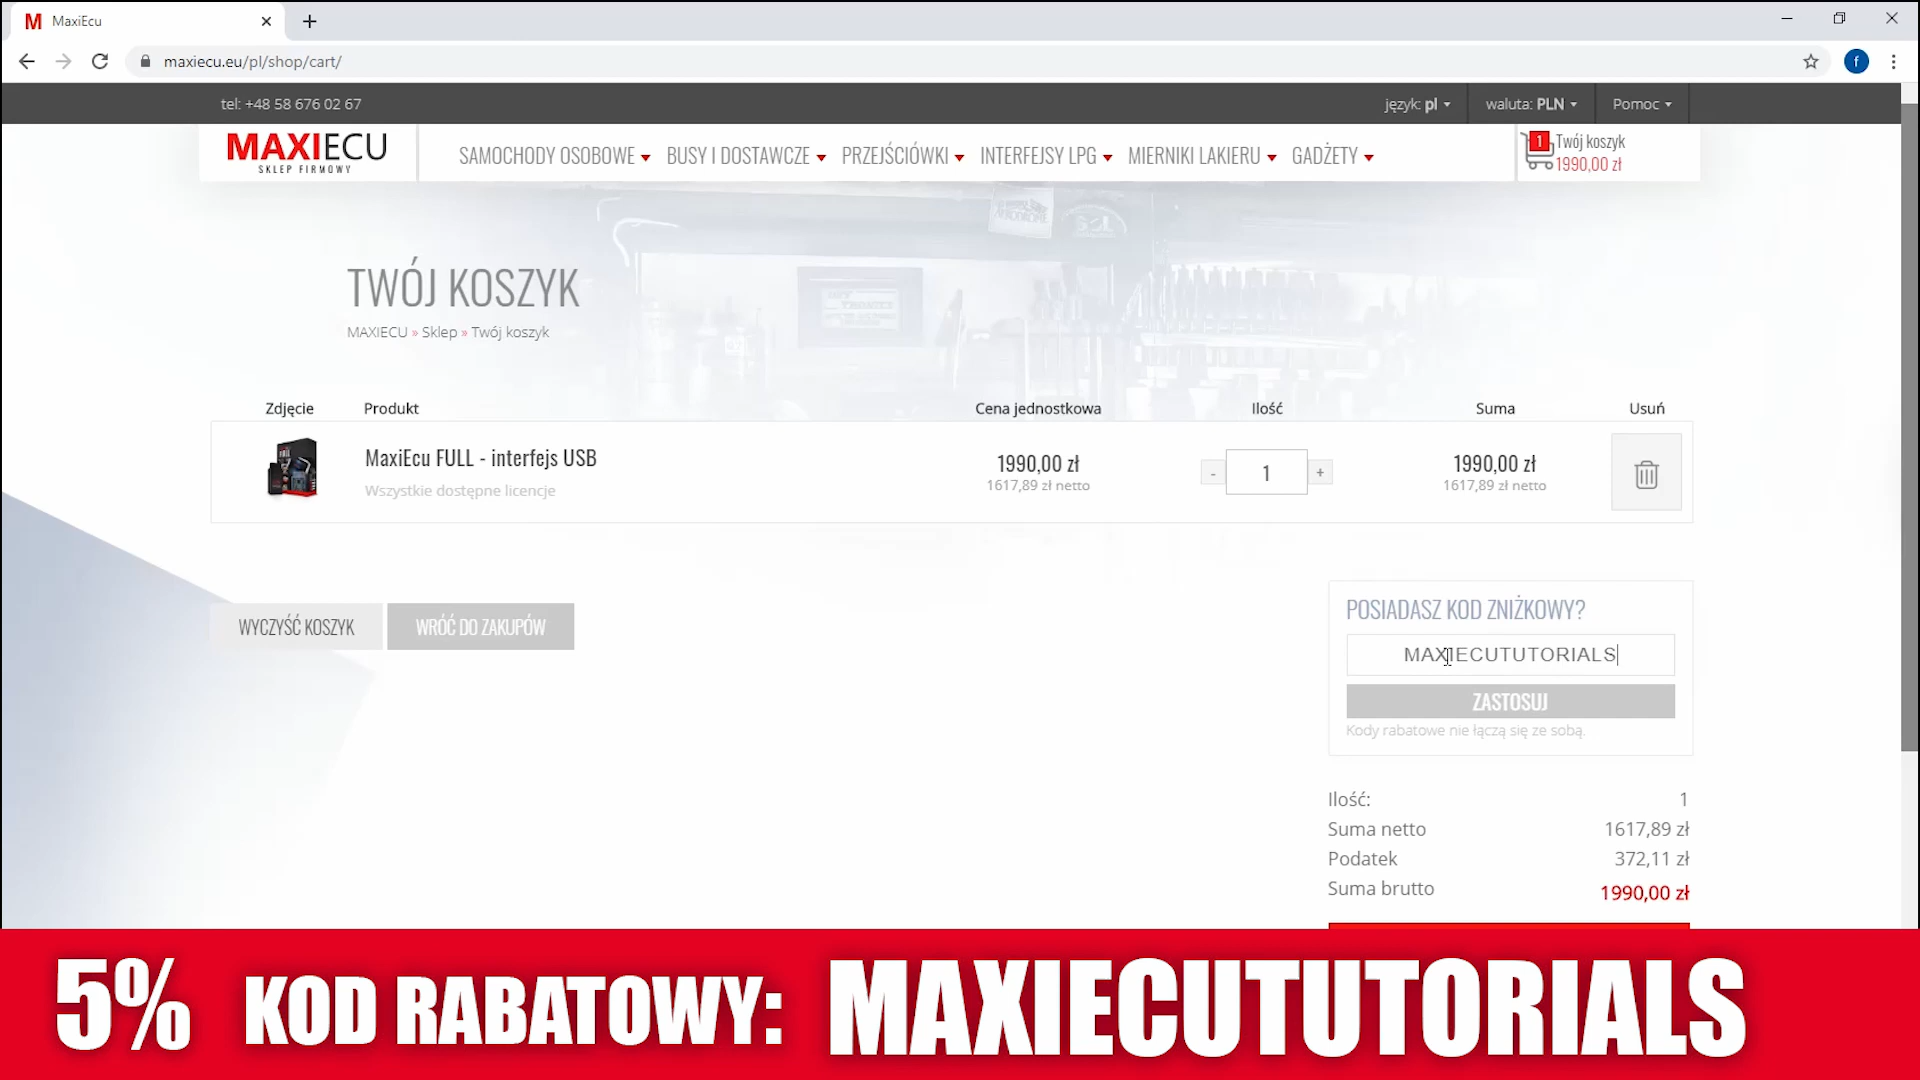 MaxiEcu
maxiecu.eu/pl/shop/cart/
f
tel: +48 58 676 02 67
język: pl
waluta: PLN
Pomoc
MAXIECU
SKLEP FIRMOWY
SAMOCHODY OSOBOWE
BUSY I DOSTAWCZE
PRZEJŚCIÓWKI
INTERFEJSY LPG
MIERNIKI LAKIERU
GADŻETY
1
Twój koszyk
1990,00 zł
TWÓJ KOSZYK
MAXIECU » Sklep » Twój koszyk
Zdjęcie Produkt Cena jednostkowa Ilość Suma Usuń
MaxiEcu FULL - interfejs USB
Wszystkie dostępne licencje
1990,00 zł
1617,89 zł netto
- 1 +
1990,00 zł
1617,89 zł netto
WYCZYŚĆ KOSZYK
WRÓĆ DO ZAKUPÓW
POSIADASZ KOD ZNIŻKOWY?
MAXIECUTUTORIALS
ZASTOSUJ
Kody rabatowe nie łączą się ze sobą.
Ilość: 1
Suma netto 1617,89 zł
Podatek 372,11 zł
Suma brutto 1990,00 zł
5% KOD RABATOWY: MAXIECUTUTORIALS